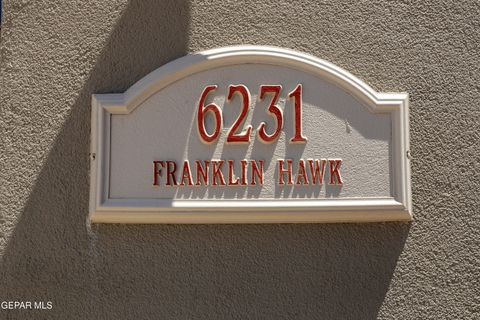 6231
FRANKLIN HAWK
GEPAR MLS